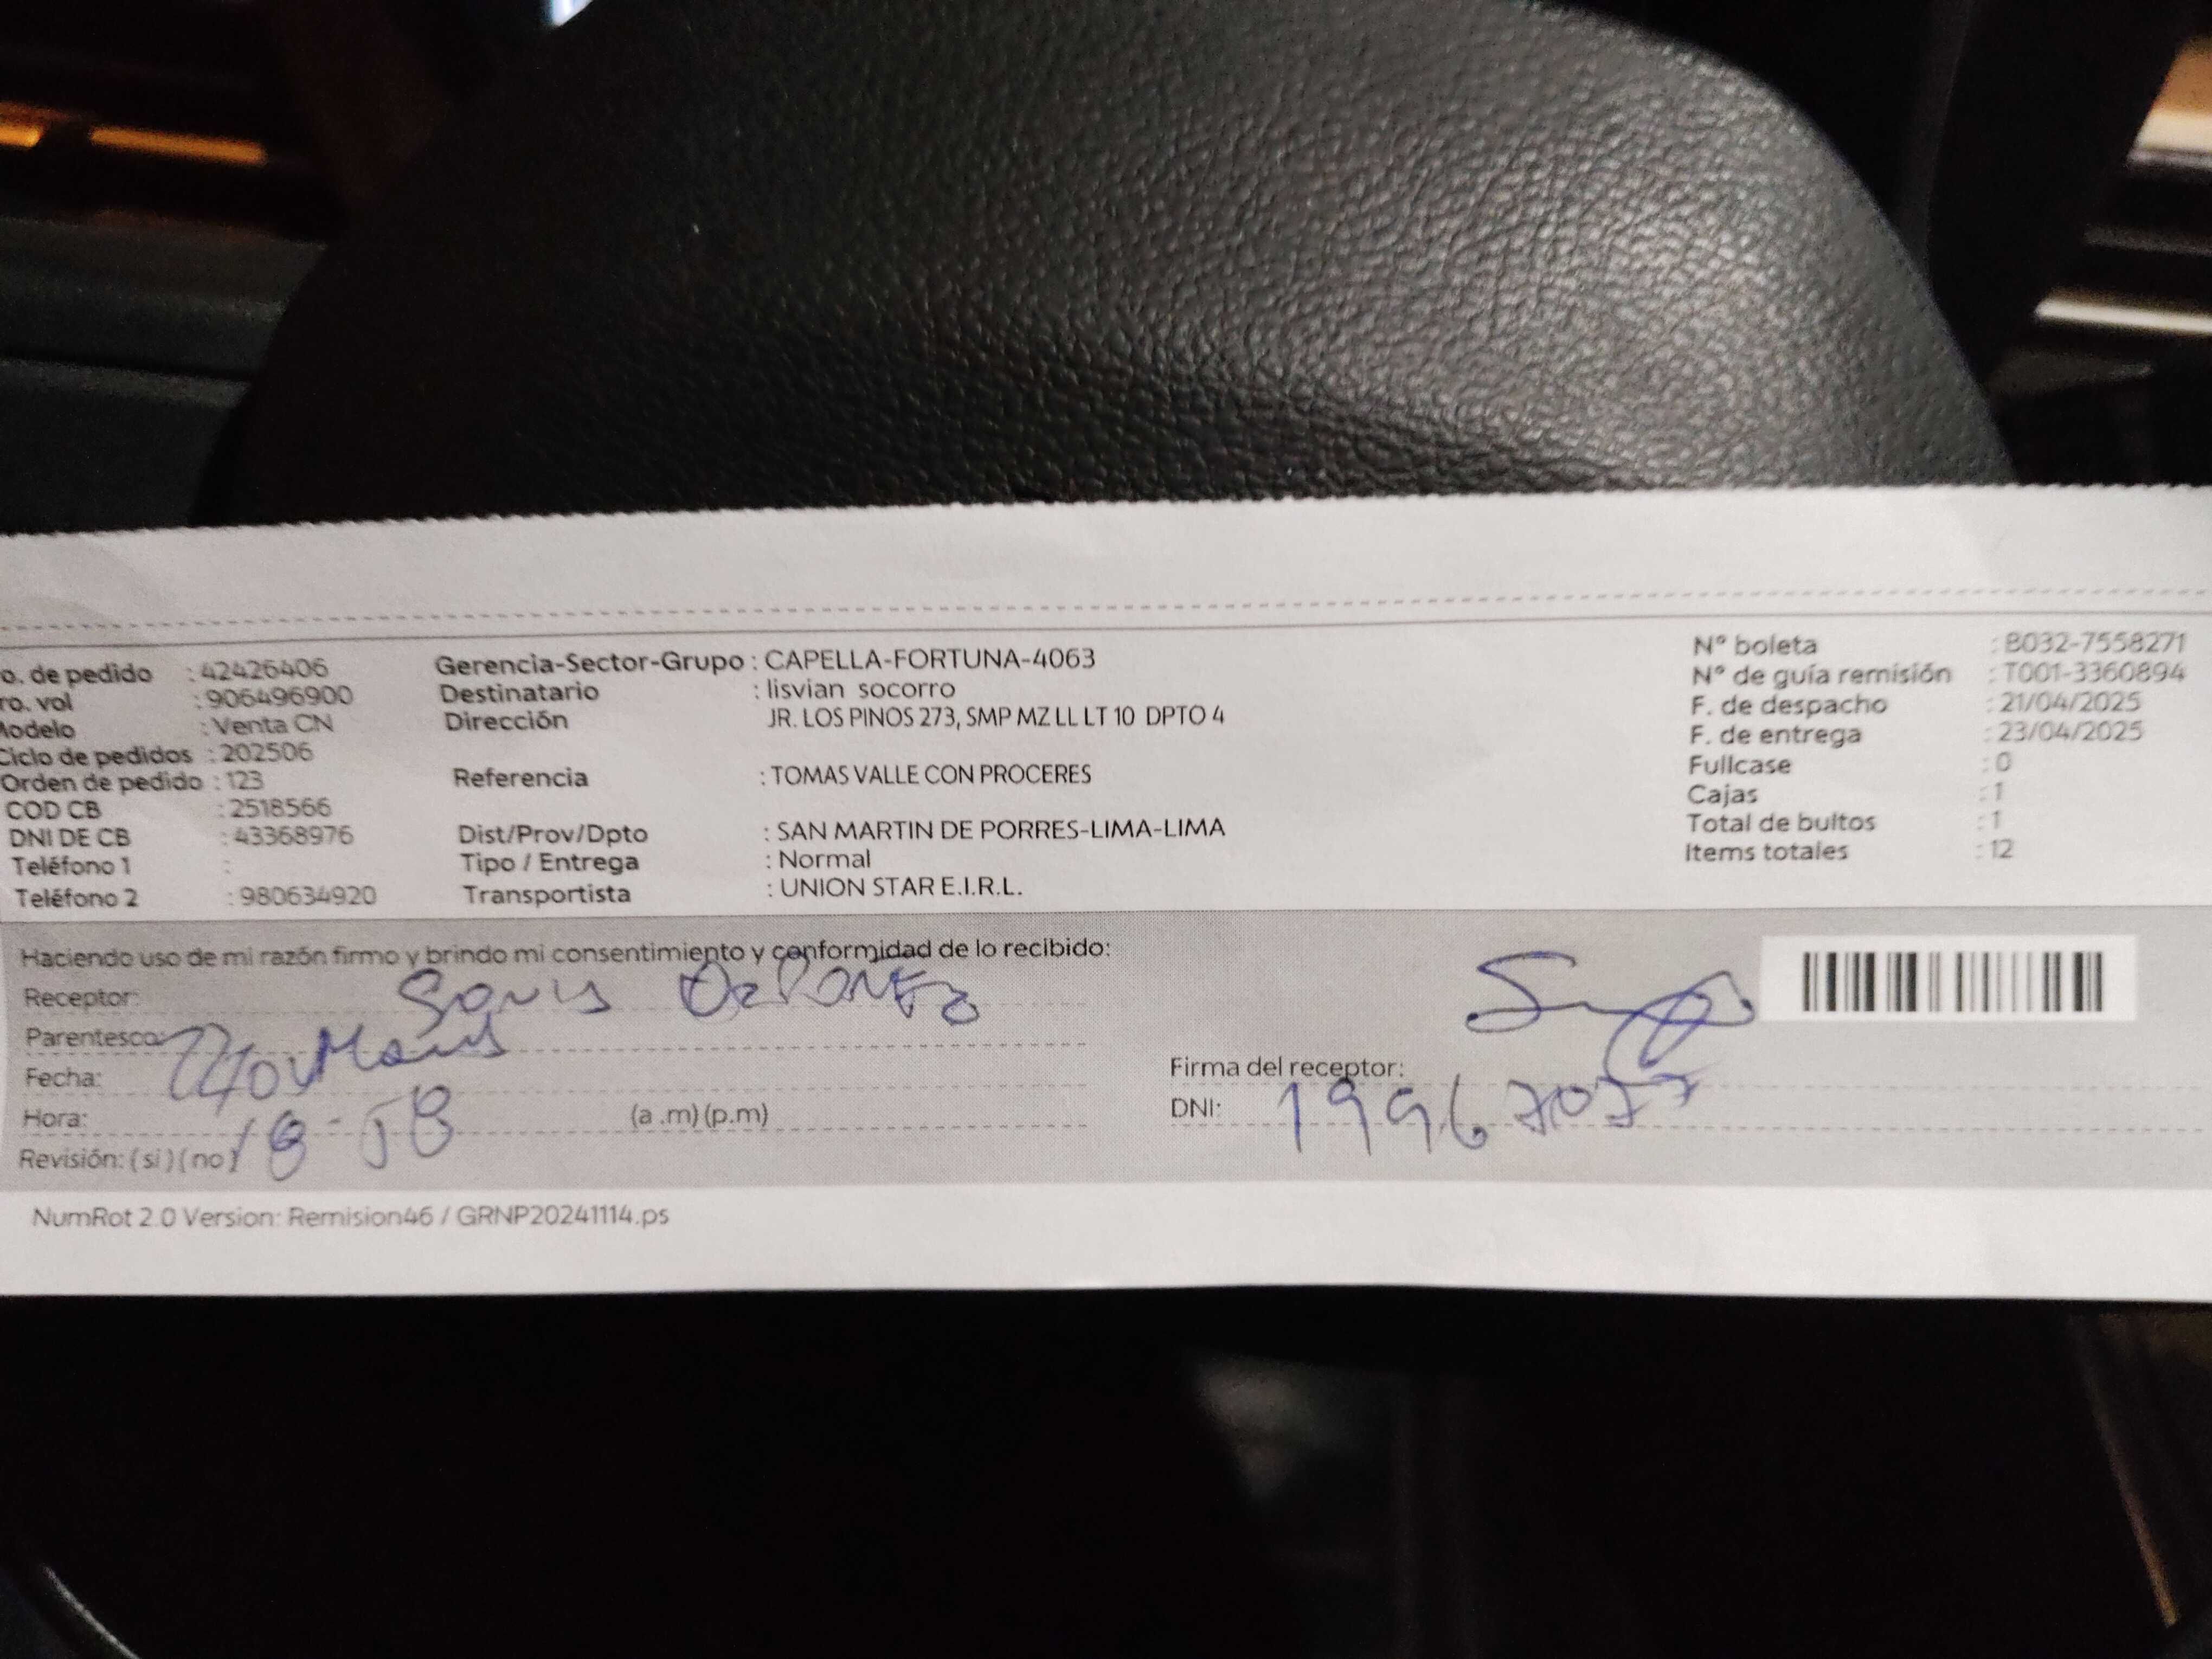 o. de pedido : 42426406
ro. vol : 906496900
Modelo : Venta CN
Ciclo de pedidos : 202506
Orden de pedido : 123
COD CB : 2518566
DNI DE CB : 43368976
Teléfono 1 :
Teléfono 2 : 980634920
Gerencia-Sector-Grupo : CAPELLA-FORTUNA-4063
Destinatario : lisvian socorro
Dirección JR. LOS PINOS 273, SMP MZ LL LT 10 DPTO 4
Referencia : TOMAS VALLE CON PROCERES
Dist/Prov/Dpto : SAN MARTIN DE PORRES-LIMA-LIMA
Tipo / Entrega : Normal
Transportista : UNION STAR E.I.R.L.
N° boleta : B032-7558271
N° de guía remisión : T001-3360894
F. de despacho : 21/04/2025
F. de entrega : 23/04/2025
Fullcase : 0
Cajas : 1
Total de bultos : 1
Items totales : 12
Haciendo uso de mi razón firmo y brindo mi consentimiento y conformidad de lo recibido:
Receptor:
Parentesco:
Fecha:
Hora: 18-58 (a .m) (p.m)
Revisión: (si) (no)
Firma del receptor:
DNI: 19967077
NumRot 2.0 Version: Remision46 / GRNP20241114.ps